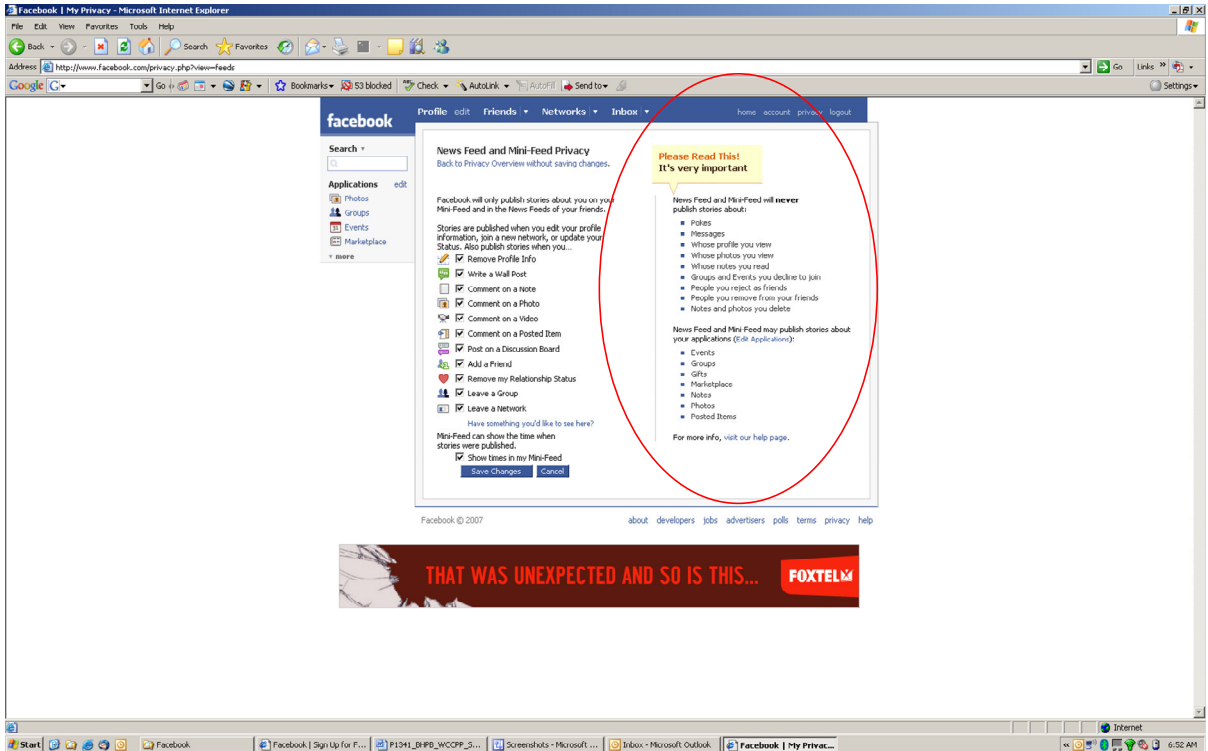 Facebook | My Privacy - Microsoft Internet Explorer
File Edit View Favorites Tools Help
Back Search Favorites
Address http://www.facebook.com/privacy.php?view=feeds Go Links
Google G Go Bookmarks 53 blocked Check AutoLink AutoFill Send to Settings
facebook
Profile edit Friends Networks Inbox home account privacy logout
Search
Applications edit
Photos
Groups
Events
Marketplace
more
News Feed and Mini-Feed Privacy
Back to Privacy Overview without saving changes.
Facebook will only publish stories about you on your
Mini-Feed and in the News Feeds of your friends.
Stories are published when you edit your profile
information, join a new network, or update your
Status. Also publish stories when you...
Remove Profile Info
Write a Wall Post
Comment on a Note
Comment on a Photo
Comment on a Video
Comment on a Posted Item
Post on a Discussion Board
Add a Friend
Remove my Relationship Status
Leave a Group
Leave a Network
Have something you'd like to see here?
Mini-Feed can show the time when
stories were published.
Show times in my Mini-Feed
Save Changes Cancel
Please Read This!
It's very important
News Feed and Mini-Feed will never
publish stories about:
Pokes
Messages
Whose profile you view
Whose photos you view
Whose notes you read
Groups and Events you decline to join
People you reject as friends
People you remove from your friends
Notes and photos you delete
News Feed and Mini-Feed may publish stories about
your applications (Edit Applications):
Events
Groups
Gifts
Marketplace
Notes
Photos
Posted Items
For more info, visit our help page.
Facebook © 2007 about developers jobs advertisers polls terms privacy help
THAT WAS UNEXPECTED AND SO IS THIS... FOXTEL
Internet
Start Facebook Facebook | Sign Up for F... P1341_BHPB_WCCPP_S... Screenshots - Microsoft ... Inbox - Microsoft Outlook Facebook | My Privac... 6:52 AM